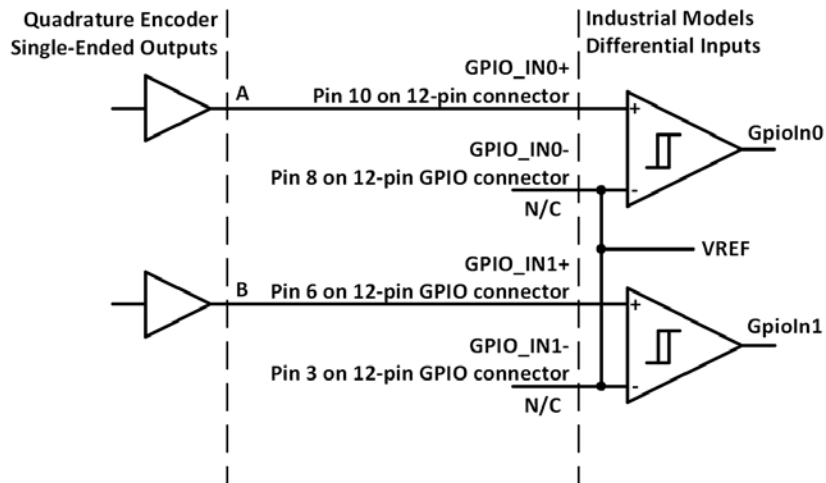 Quadrature Encoder
Single-Ended Outputs
Industrial Models
Differential Inputs
GPIO_IN0+
A
Pin 10 on 12-pin connector
+
GpioIn0
GPIO_IN0-
Pin 8 on 12-pin GPIO connector
-
N/C
VREF
GPIO_IN1+
B
Pin 6 on 12-pin GPIO connector
+
GpioIn1
GPIO_IN1-
Pin 3 on 12-pin GPIO connector
-
N/C